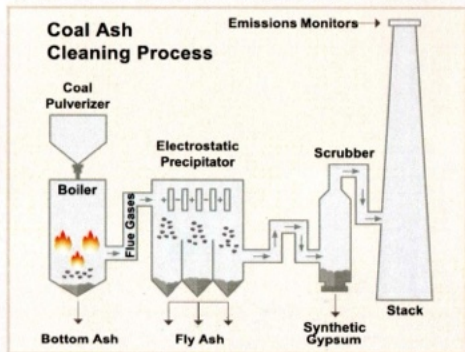 Coal Ash
Cleaning Process
Emissions Monitors
Coal
Pulverizer
Electrostatic
Precipitator
Scrubber
Boiler
Flue Gases
Bottom Ash
Fly Ash
Synthetic
Gypsum
Stack